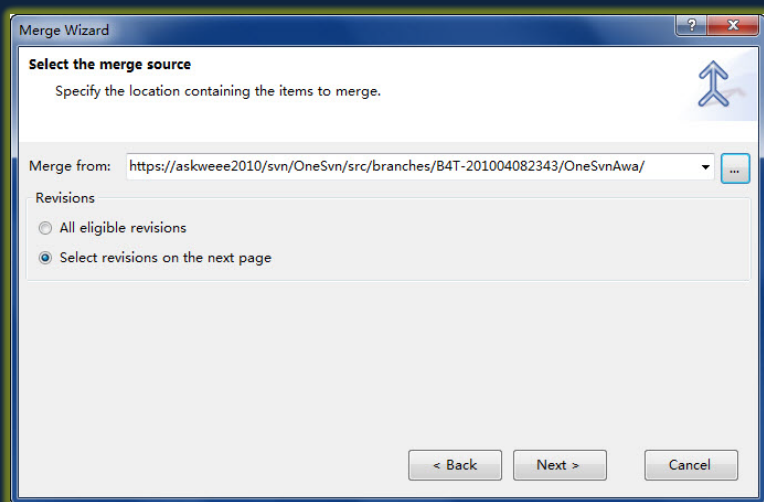 Merge Wizard
Select the merge source
Specify the location containing the items to merge.
Merge from: https://askweee2010/svn/OneSvn/src/branches/B4T-201004082343/OneSvnAwa/ ...
Revisions
All eligible revisions
Select revisions on the next page
< Back Next > Cancel